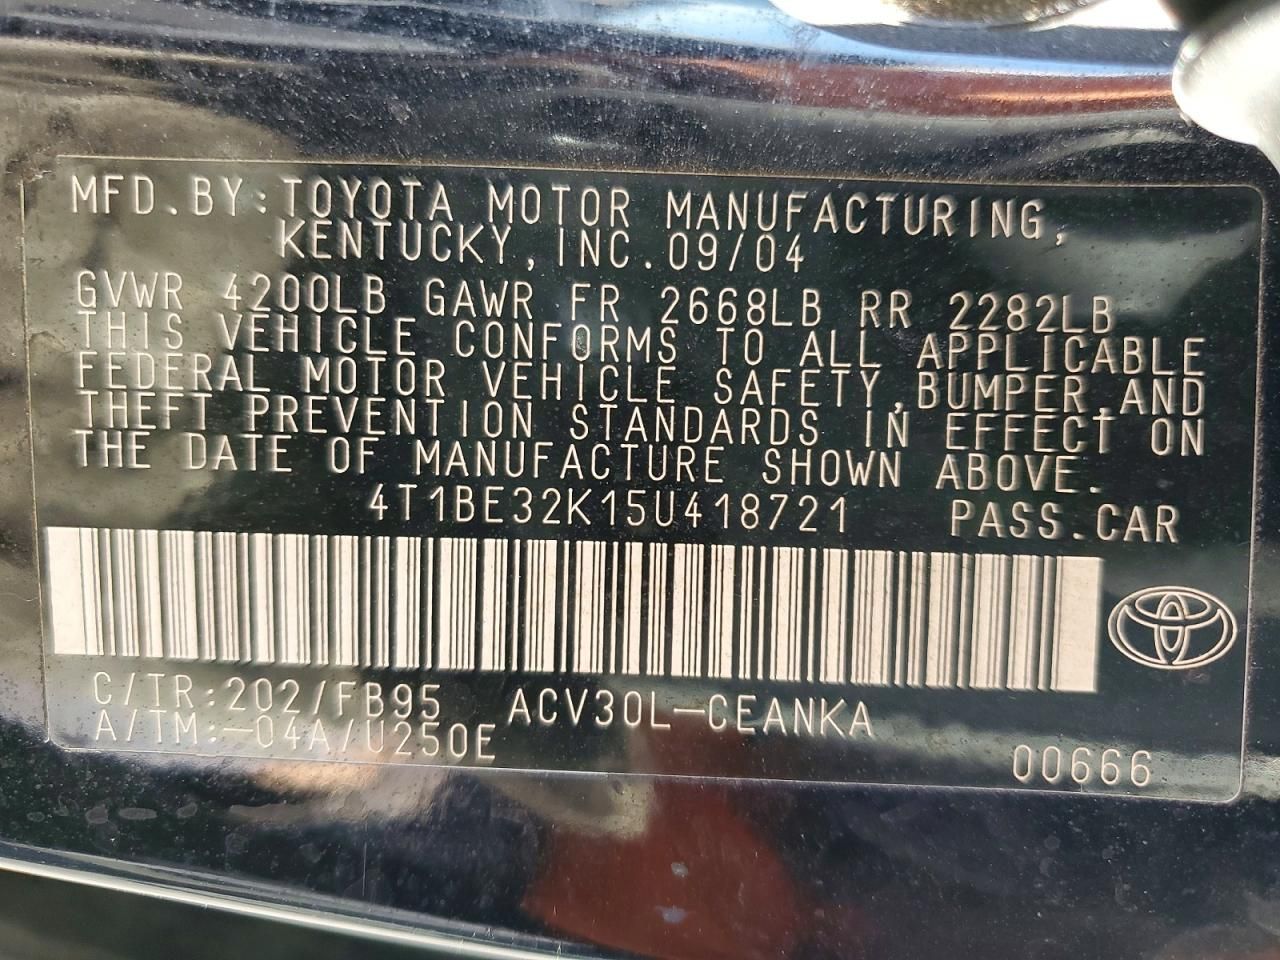 MFD.BY:TOYOTA MOTOR MANUFACTURING,
KENTUCKY,INC.09/04
GVWR 4200LB GAWR FR 2668LB RR 2282LB
THIS VEHICLE CONFORMS TO ALL APPLICABLE
FEDERAL MOTOR VEHICLE SAFETY,BUMPER,AND
THEFT PREVENTION STANDARDS IN EFFECT ON
THE DATE OF MANUFACTURE SHOWN ABOVE.
4T1BE32K15U418721 PASS.CAR
C/TR:202/FB95 ACV30L-CEANKA
A/TM:-04A/U250E
00666